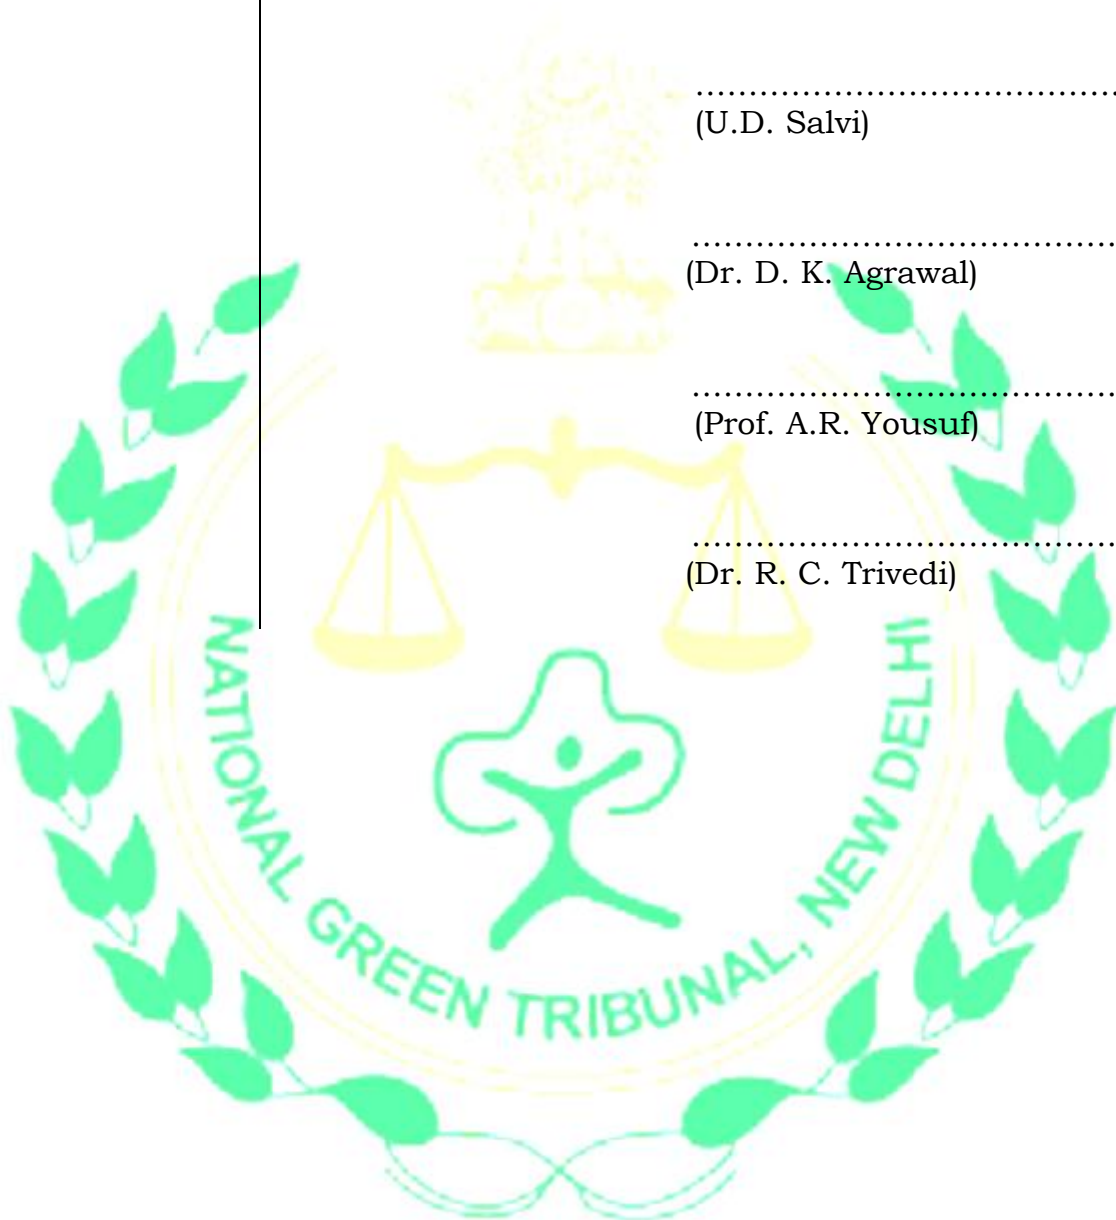 ……………………………………
(U.D. Salvi)
……………………………………
(Dr. D. K. Agrawal)
……………………………………
(Prof. A.R. Yousuf)
……………………………………
(Dr. R. C. Trivedi)
NATIONAL GREEN TRIBUNAL, NEW DELHI